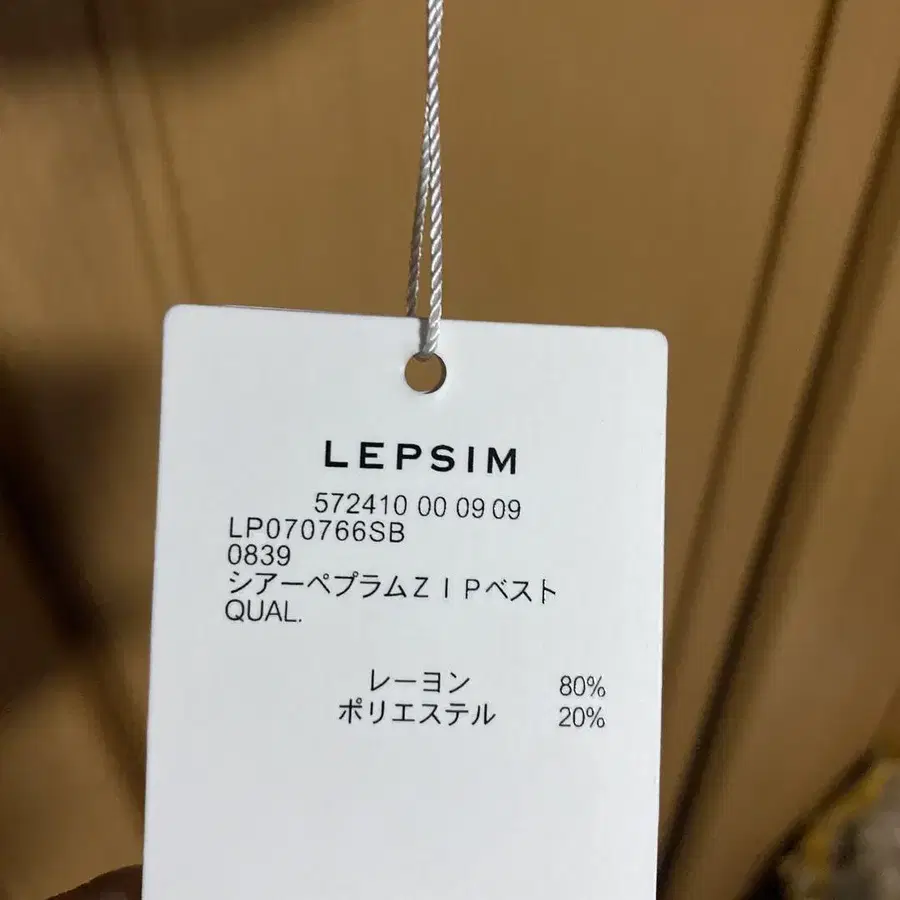 LEPSIM
572410 00 09 09
LP070766SB
0839
シアーペプラムＺＩＰベスト
QUAL.
レーヨン 80%
ポリエステル 20%